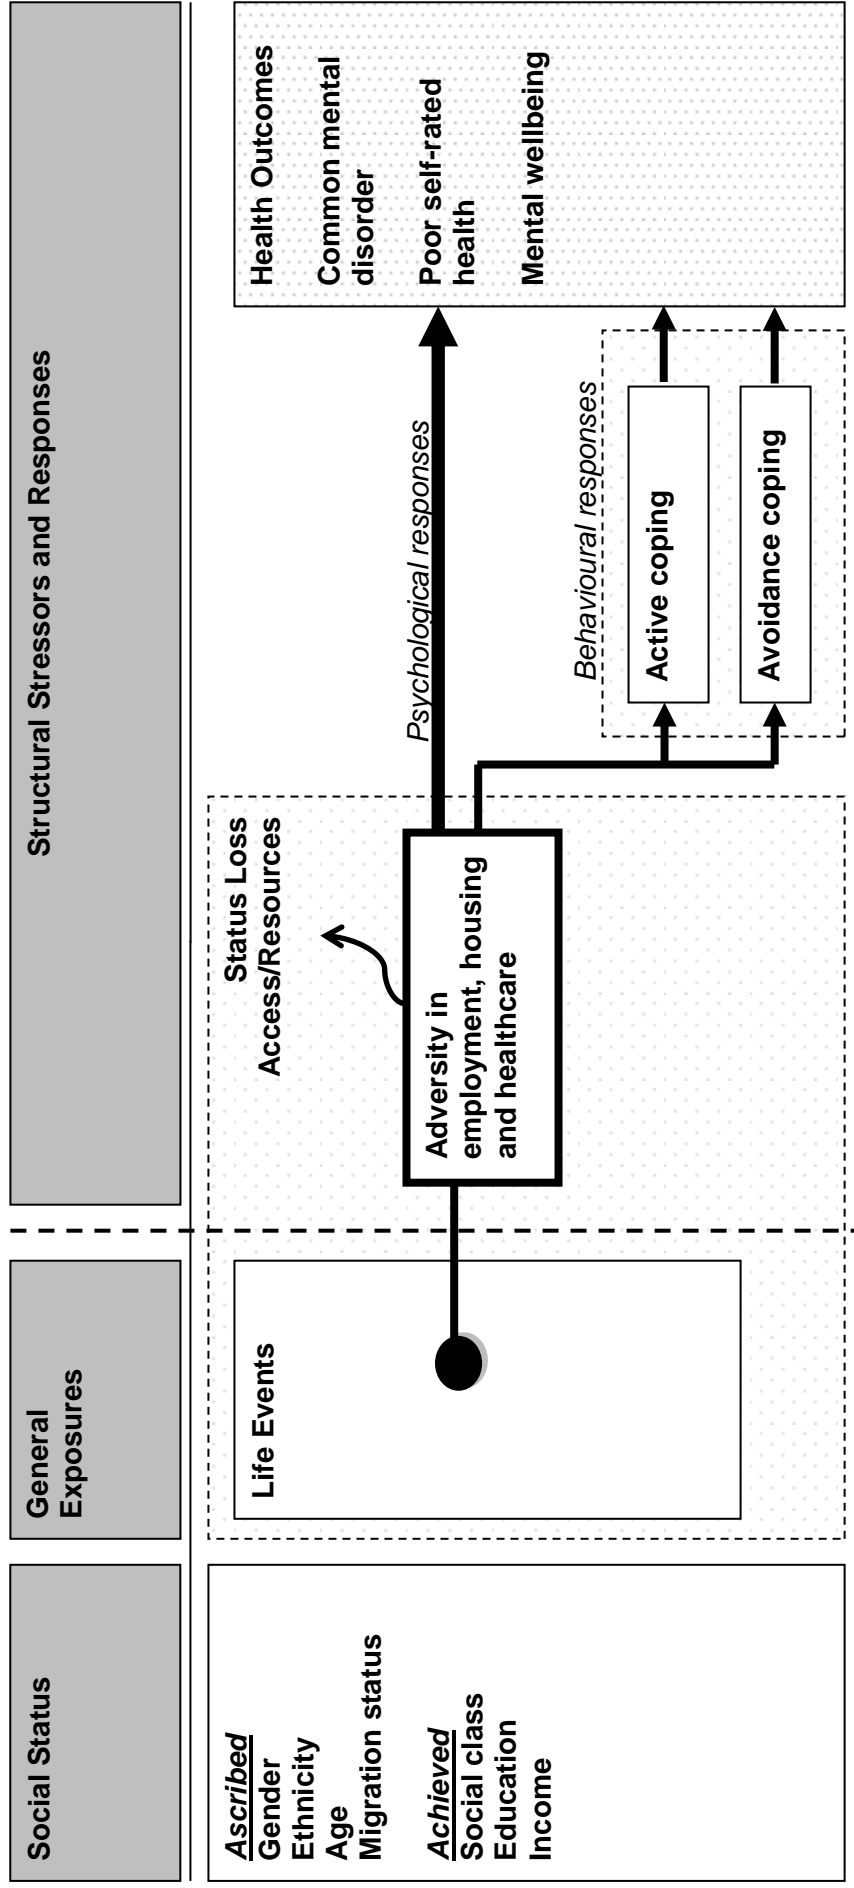 Social Status
General
Exposures
Structural Stressors and Responses
Ascribed
Gender
Ethnicity
Age
Migration status
Achieved
Social class
Education
Income
Life Events
Status Loss
Access/Resources
Adversity in
employment, housing
and healthcare
Psychological responses
Behavioural responses
Active coping
Avoidance coping
Health Outcomes
Common mental
disorder
Poor self-rated
health
Mental wellbeing